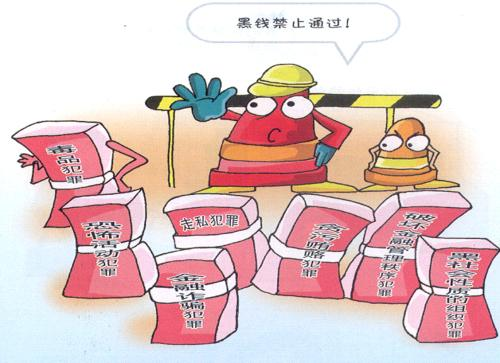 黑钱禁止通过！
毒品犯罪
恐怖活动犯罪
走私犯罪
金融诈骗犯罪
贪公贿赂犯罪
破坏金融管理秩序犯罪
黑社会性质的组织犯罪